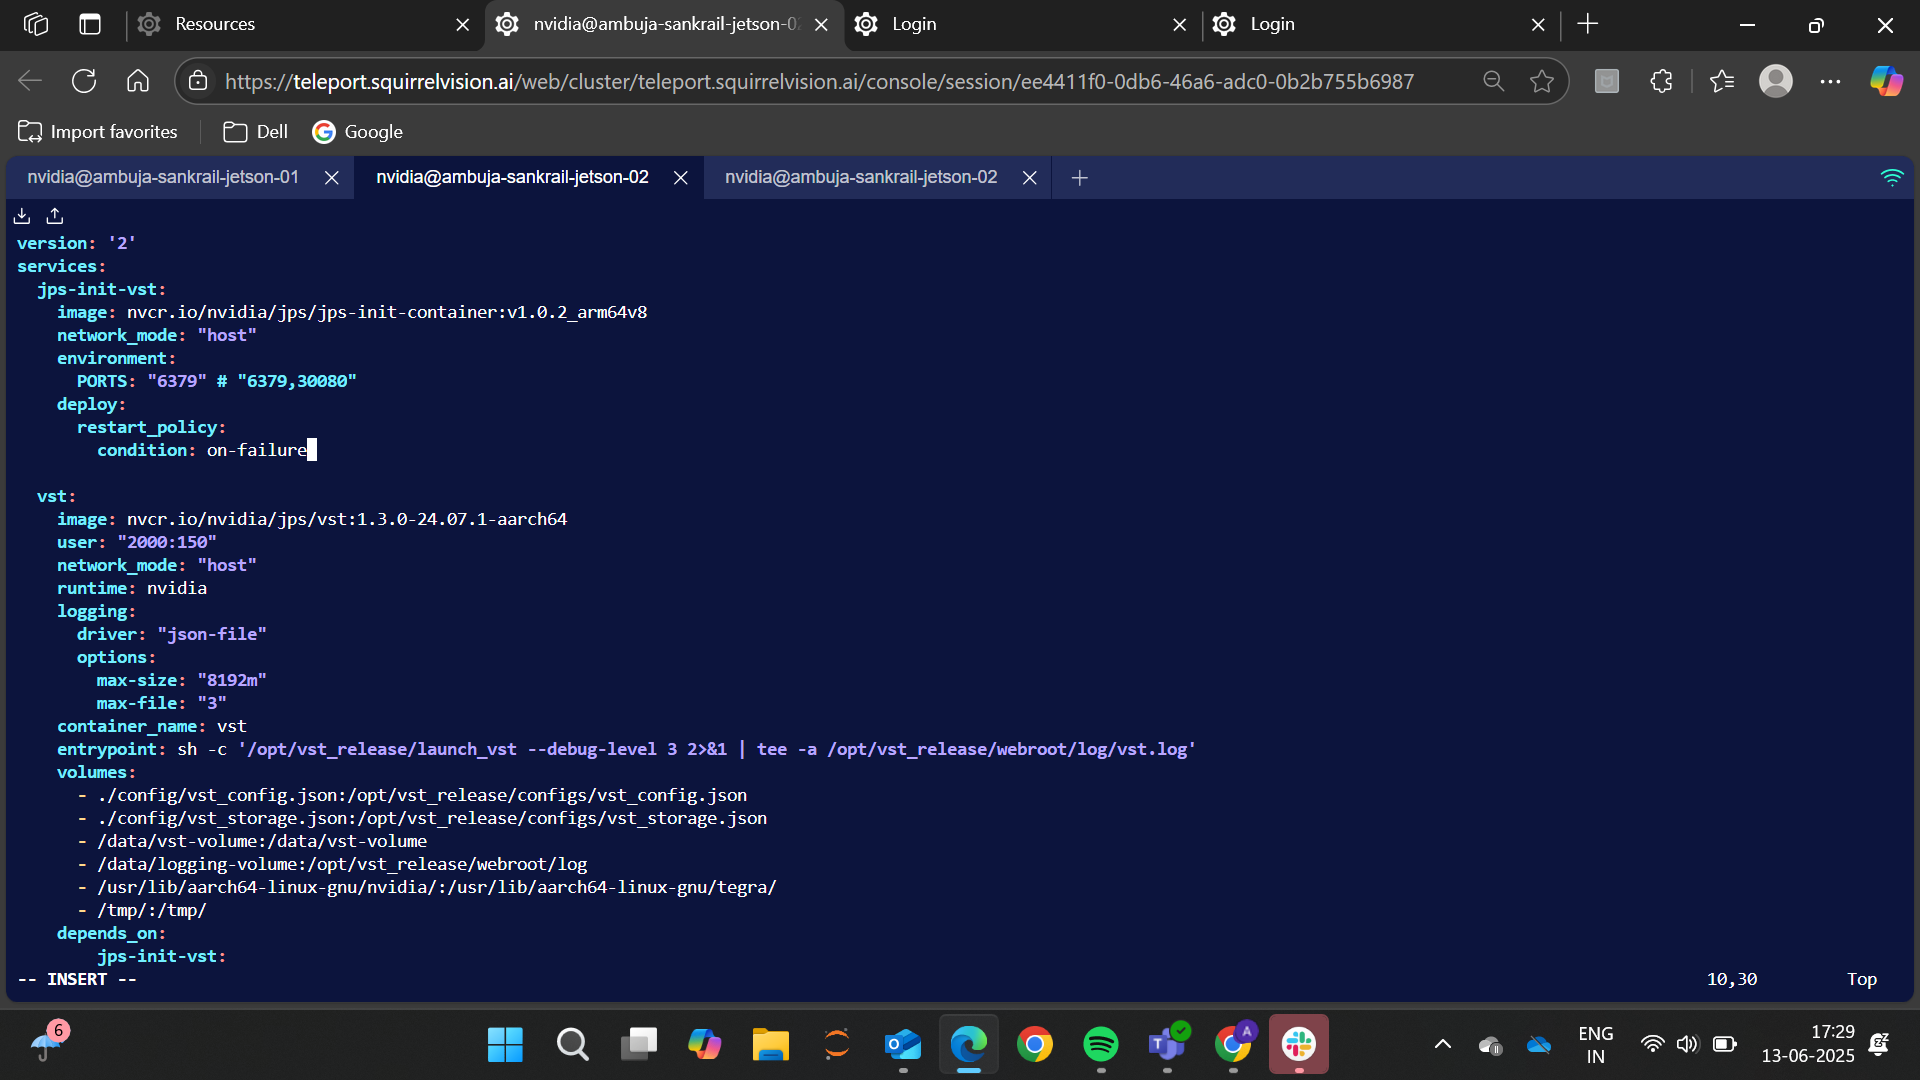 Resources
nvidia@ambuja-sankrail-jetson-02
Login
Login
https://teleport.squirrelvision.ai/web/cluster/teleport.squirrelvision.ai/console/session/ee4411f0-0db6-46a6-adc0-0b2b755b6987
Import favorites
Dell
Google
nvidia@ambuja-sankrail-jetson-01
nvidia@ambuja-sankrail-jetson-02
nvidia@ambuja-sankrail-jetson-02
version: '2'
services:
  jps-init-vst:
    image: nvcr.io/nvidia/jps/jps-init-container:v1.0.2_arm64v8
    network_mode: "host"
    environment:
      PORTS: "6379" # "6379,30080"
    deploy:
      restart_policy:
        condition: on-failure
  vst:
    image: nvcr.io/nvidia/jps/vst:1.3.0-24.07.1-aarch64
    user: "2000:150"
    network_mode: "host"
    runtime: nvidia
    logging:
      driver: "json-file"
      options:
        max-size: "8192m"
        max-file: "3"
    container_name: vst
    entrypoint: sh -c '/opt/vst_release/launch_vst --debug-level 3 2>&1 | tee -a /opt/vst_release/webroot/log/vst.log'
    volumes:
      - ./config/vst_config.json:/opt/vst_release/configs/vst_config.json
      - ./config/vst_storage.json:/opt/vst_release/configs/vst_storage.json
      - /data/vst-volume:/data/vst-volume
      - /data/logging-volume:/opt/vst_release/webroot/log
      - /usr/lib/aarch64-linux-gnu/nvidia/:/usr/lib/aarch64-linux-gnu/tegra/
      - /tmp/:/tmp/
    depends_on:
        jps-init-vst:
-- INSERT --
10,30
Top
6
A
ENG
IN
17:29
13-06-2025